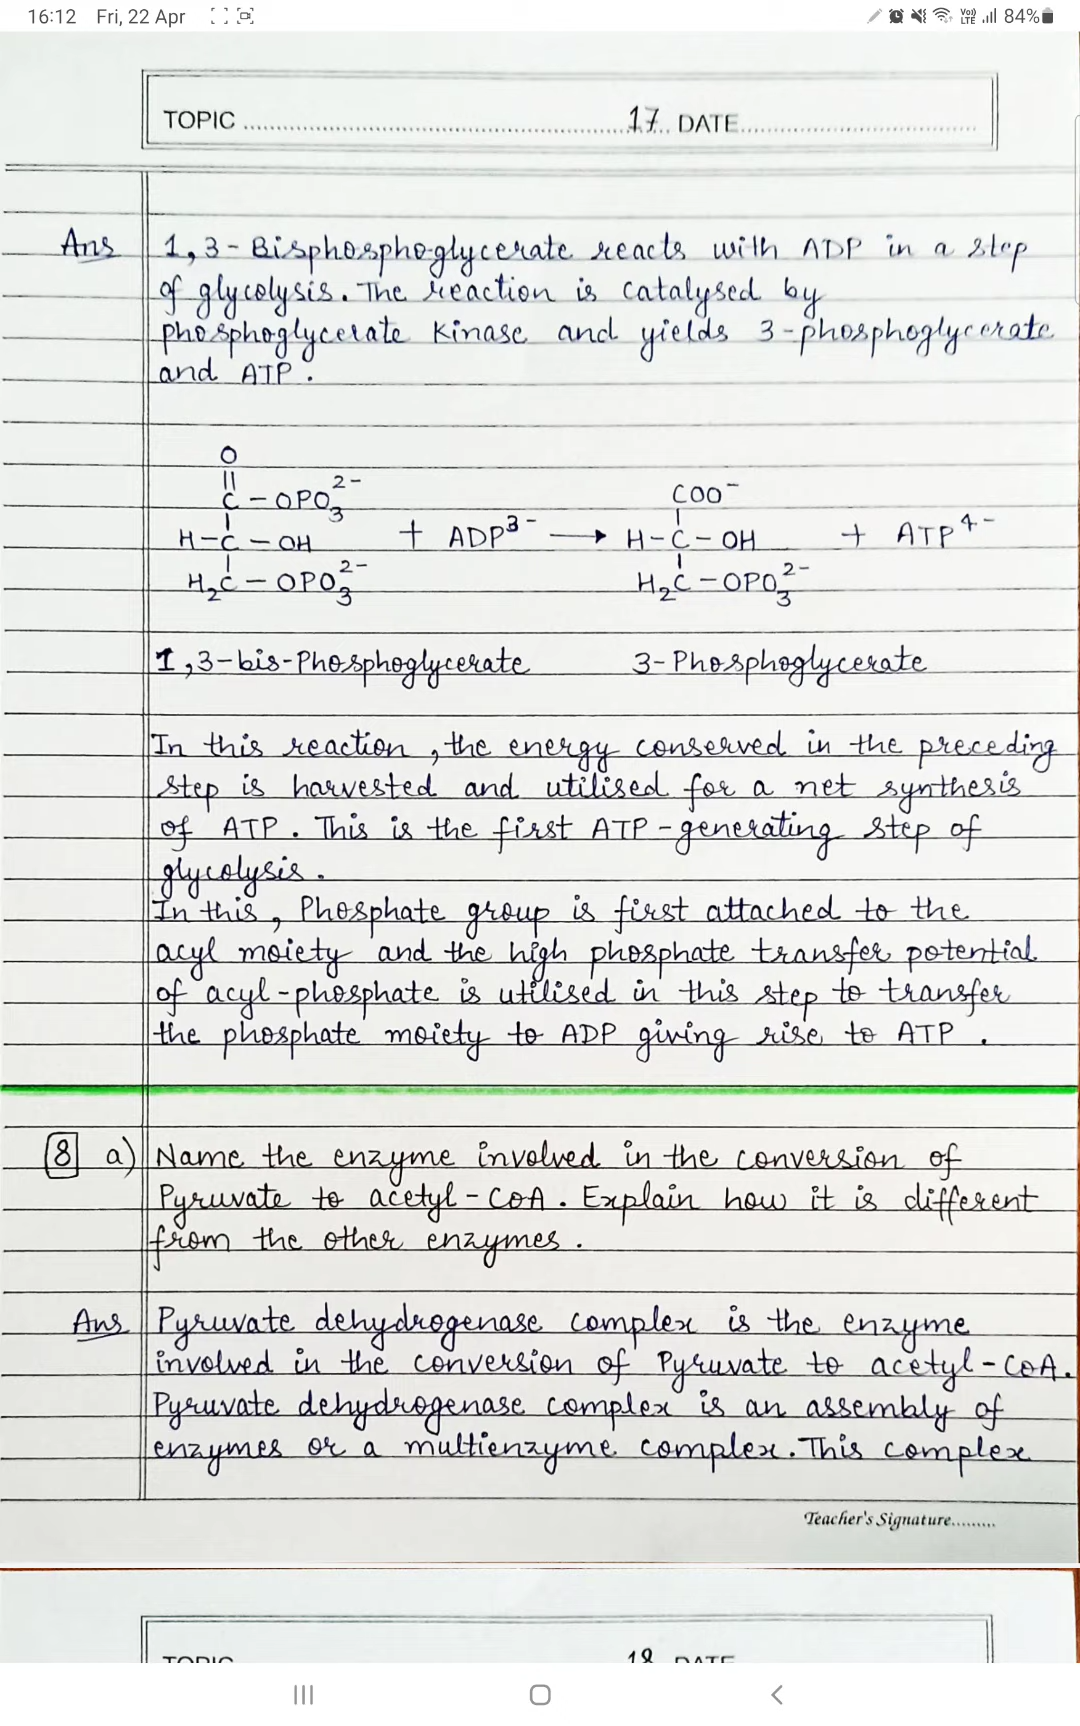 16:12 Fri, 22 Apr 84%
TOPIC 17 DATE
Ans 1,3-Bisphosphoglycerate reacts with ADP in a step
of glycolysis. The reaction is catalysed by
phosphoglycerate Kinase and yields 3-phosphoglycerate
and ATP.
O
||
C-OPO₃²⁻ COO⁻
H-C-OH + ADP³⁻ → H-C-OH + ATP⁴⁻
H₂C-OPO₃²⁻ H₂C-OPO₃²⁻
1,3-bis-Phosphoglycerate 3-Phosphoglycerate
In this reaction, the energy conserved in the preceding
step is harvested and utilised for a net synthesis
of ATP. This is the first ATP-generating step of
glycolysis.
In this, Phosphate group is first attached to the
acyl moiety and the high phosphate transfer potential
of acyl-phosphate is utilised in this step to transfer
the phosphate moiety to ADP giving rise to ATP.
8 a) Name the enzyme involved in the conversion of
Pyruvate to acetyl-CoA. Explain how it is different
from the other enzymes.
Ans Pyruvate dehydrogenase complex is the enzyme
involved in the conversion of Pyruvate to acetyl-CoA.
Pyruvate dehydrogenase complex is an assembly of
enzymes or a multienzyme complex. This complex
Teacher's Signature.........
TOPIC 18 DATE